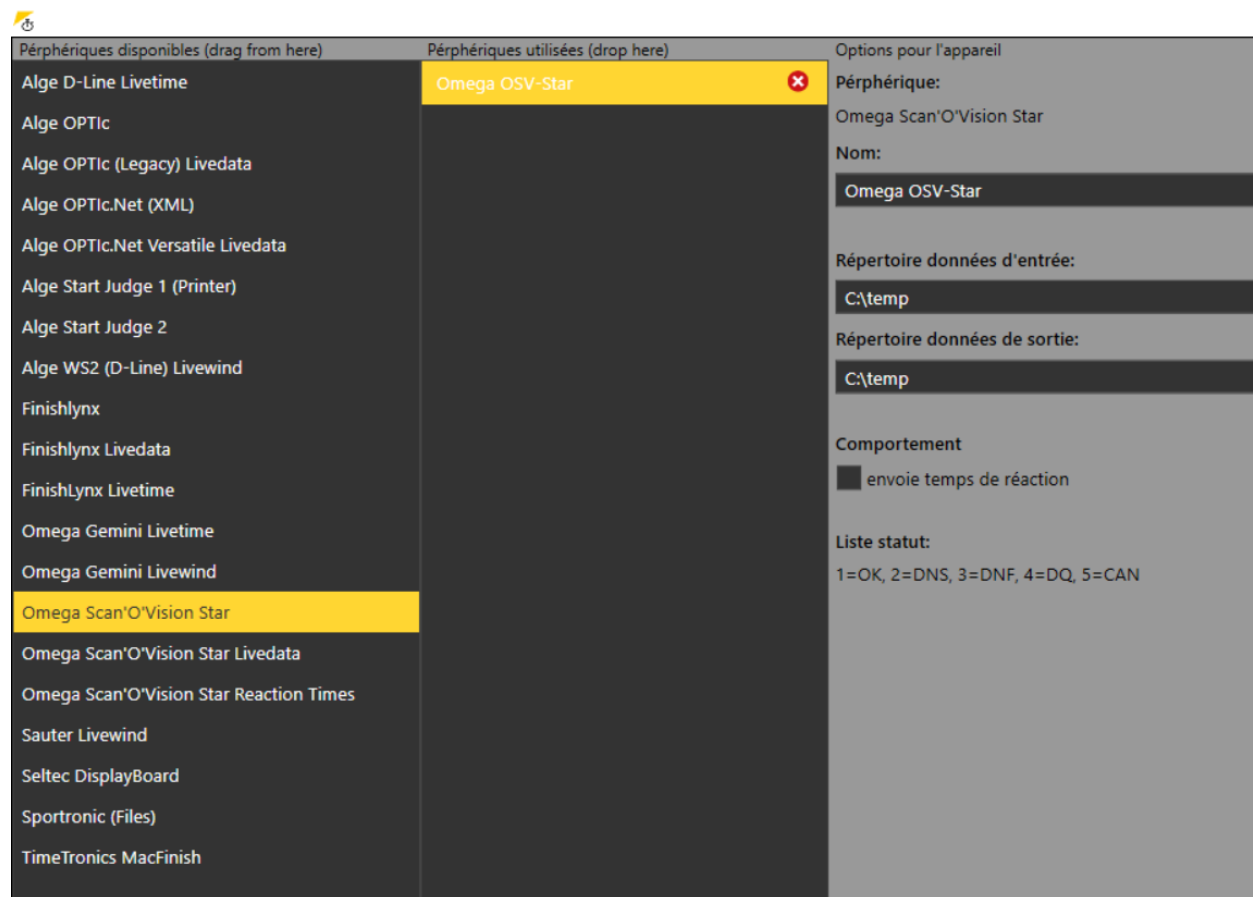 Pérphériques disponibles (drag from here)
Alge D-Line Livetime
Alge OPTIc
Alge OPTIc (Legacy) Livedata
Alge OPTIc.Net (XML)
Alge OPTIc.Net Versatile Livedata
Alge Start Judge 1 (Printer)
Alge Start Judge 2
Alge WS2 (D-Line) Livewind
Finishlynx
Finishlynx Livedata
FinishLynx Livetime
Omega Gemini Livetime
Omega Gemini Livewind
Omega Scan'O'Vision Star
Omega Scan'O'Vision Star Livedata
Omega Scan'O'Vision Star Reaction Times
Sauter Livewind
Seltec DisplayBoard
Sportronic (Files)
TimeTronics MacFinish
Pérphériques utilisées (drop here)
Omega OSV-Star
Options pour l'appareil
Pérphérique:
Omega Scan'O'Vision Star
Nom:
Omega OSV-Star
Répertoire données d'entrée:
C:\temp
Répertoire données de sortie:
C:\temp
Comportement
envoie temps de réaction
Liste statut:
1=OK, 2=DNS, 3=DNF, 4=DQ, 5=CAN